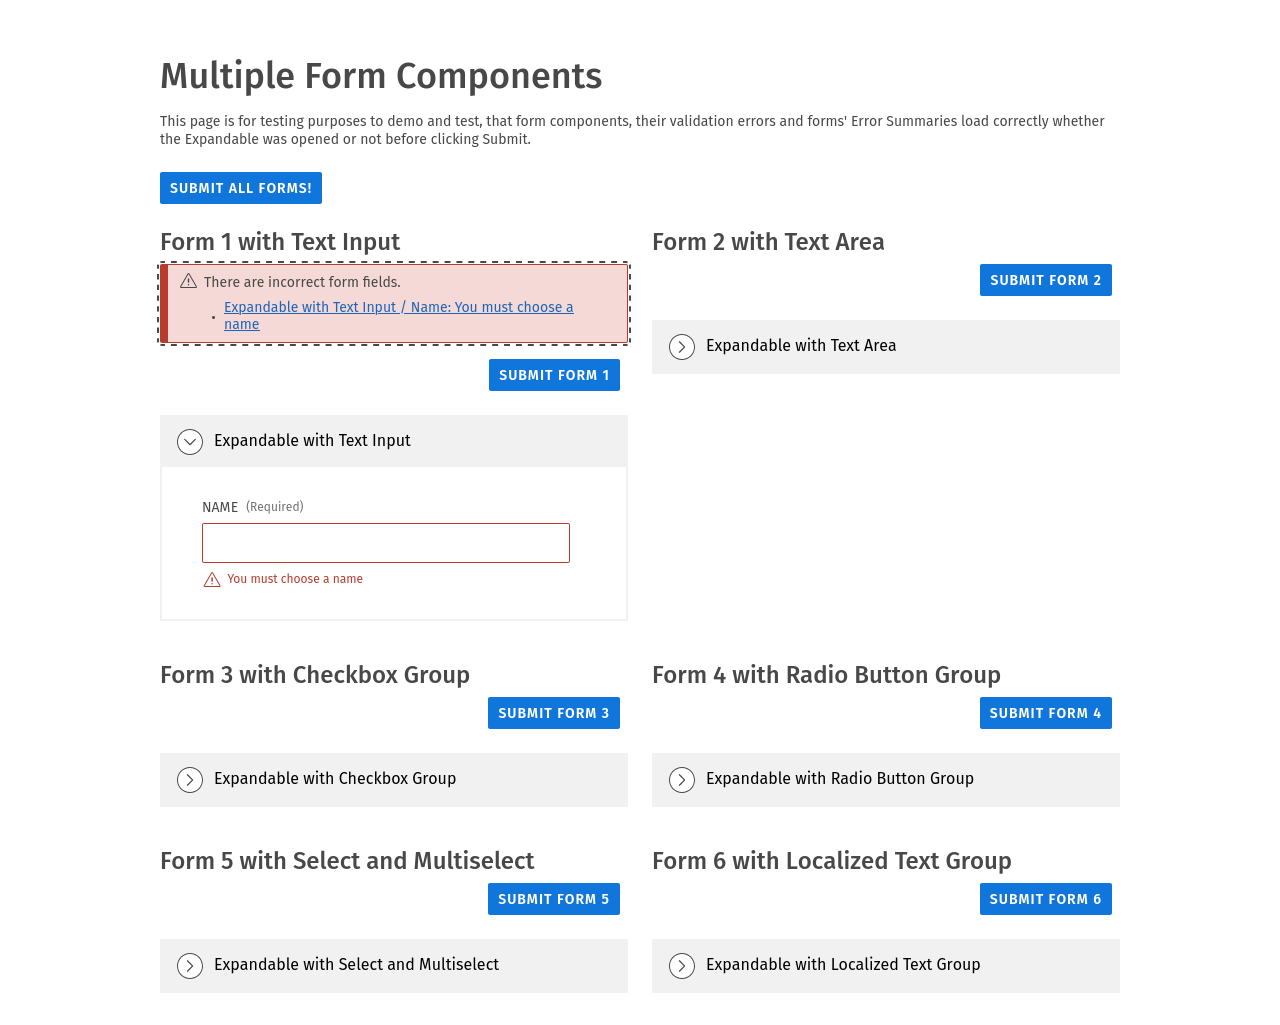 Multiple Form Components
This page is for testing purposes to demo and test, that form components, their validation errors and forms' Error Summaries load correctly whether
the Expandable was opened or not before clicking Submit.
SUBMIT ALL FORMS!
Form 1 with Text Input
There are incorrect form fields.
• Expandable with Text Input / Name: You must choose a
name
SUBMIT FORM 1
Expandable with Text Input
NAME (Required)
You must choose a name
Form 2 with Text Area
SUBMIT FORM 2
Expandable with Text Area
Form 3 with Checkbox Group
SUBMIT FORM 3
Expandable with Checkbox Group
Form 4 with Radio Button Group
SUBMIT FORM 4
Expandable with Radio Button Group
Form 5 with Select and Multiselect
SUBMIT FORM 5
Expandable with Select and Multiselect
Form 6 with Localized Text Group
SUBMIT FORM 6
Expandable with Localized Text Group